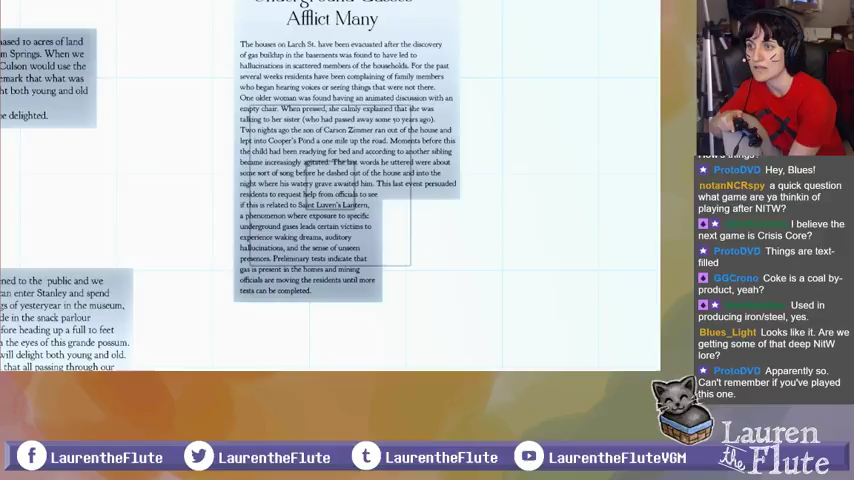 Underground Gasses
Afflict Many
The houses on Larch St. have been evacuated after the discovery
of gas buildup in the basements was found to have led to
hallucinations in scattered members of the households. For the past
several weeks residents have been complaining of family members
who began hearing voices or seeing things that were not there.
One older woman was found having an animated discussion with an
empty chair. When pressed, she calmly explained that she was
talking to her sister (who had passed away some 30 years ago).
Two nights ago the son of Carson Zimmer ran out of the house and
lept into Cooper's Pond a one mile up the road. Moments before this
the child had been readying for bed and according to another sibling
became increasingly agitated. The last words he uttered were about
some sort of song before he dashed out of the house and into the
night where his watery grave awaited him. This last event persuaded
residents to request help from officials to see
if this is related to Saint Luven's Lantern,
a phenomenon where exposure to specific
underground gases leads certain victims to
experience waking dreams, auditory
hallucinations, and the sense of unseen
presences. Preliminary tests indicate that
gas is present in the homes and mining
officials are moving the residents until more
tests can be completed.
ased 10 acres of land
m Springs. When we
Culson would use the
emark that what was
ht both young and old
be delighted.
ened to the public and we
can enter Stanley and spend
gs of yesteryear in the museum,
de in the snack parlour
fore heading up a full 10 feet
n the eyes of this grande possum.
will delight both young and old.
that all passing through our
How's things?
ProtoDVD Hey, Blues!
notanNCRspy a quick question
what game are ya thinkin of
playing after NITW?
I believe the
next game is Crisis Core?
ProtoDVD Things are text-
filled
GGCrono Coke is a coal by-
product, yeah?
Used in
producing iron/steel, yes.
Blues_Light Looks like it. Are we
getting some of that deep NitW
lore?
ProtoDVD Apparently so.
Can't remember if you've played
this one.
Lauren
the Flute
LaurentheFlute
LaurentheFlute
LaurentheFlute
LaurentheFluteVGM